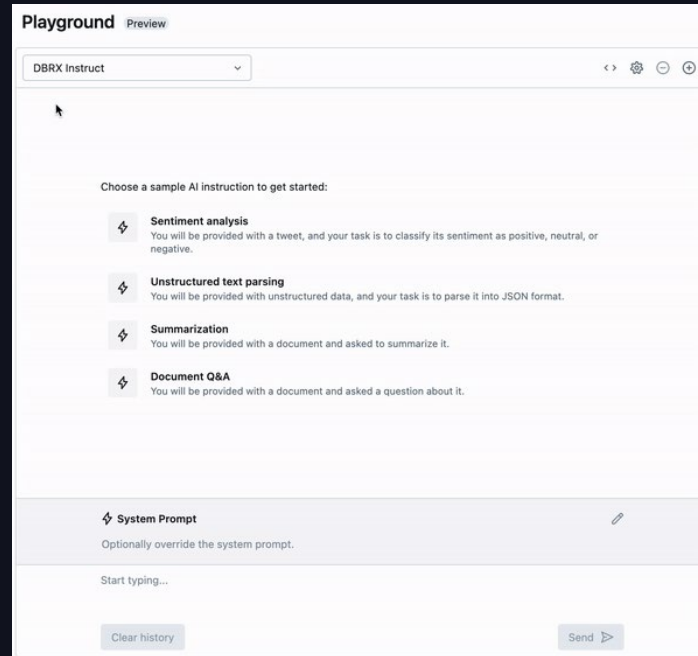 Playground Preview
DBRX Instruct
Choose a sample AI instruction to get started:
Sentiment analysis
You will be provided with a tweet, and your task is to classify its sentiment as positive, neutral, or
negative.
Unstructured text parsing
You will be provided with unstructured data, and your task is to parse it into JSON format.
Summarization
You will be provided with a document and asked to summarize it.
Document Q&A
You will be provided with a document and asked a question about it.
System Prompt
Optionally override the system prompt.
Start typing...
Clear history Send